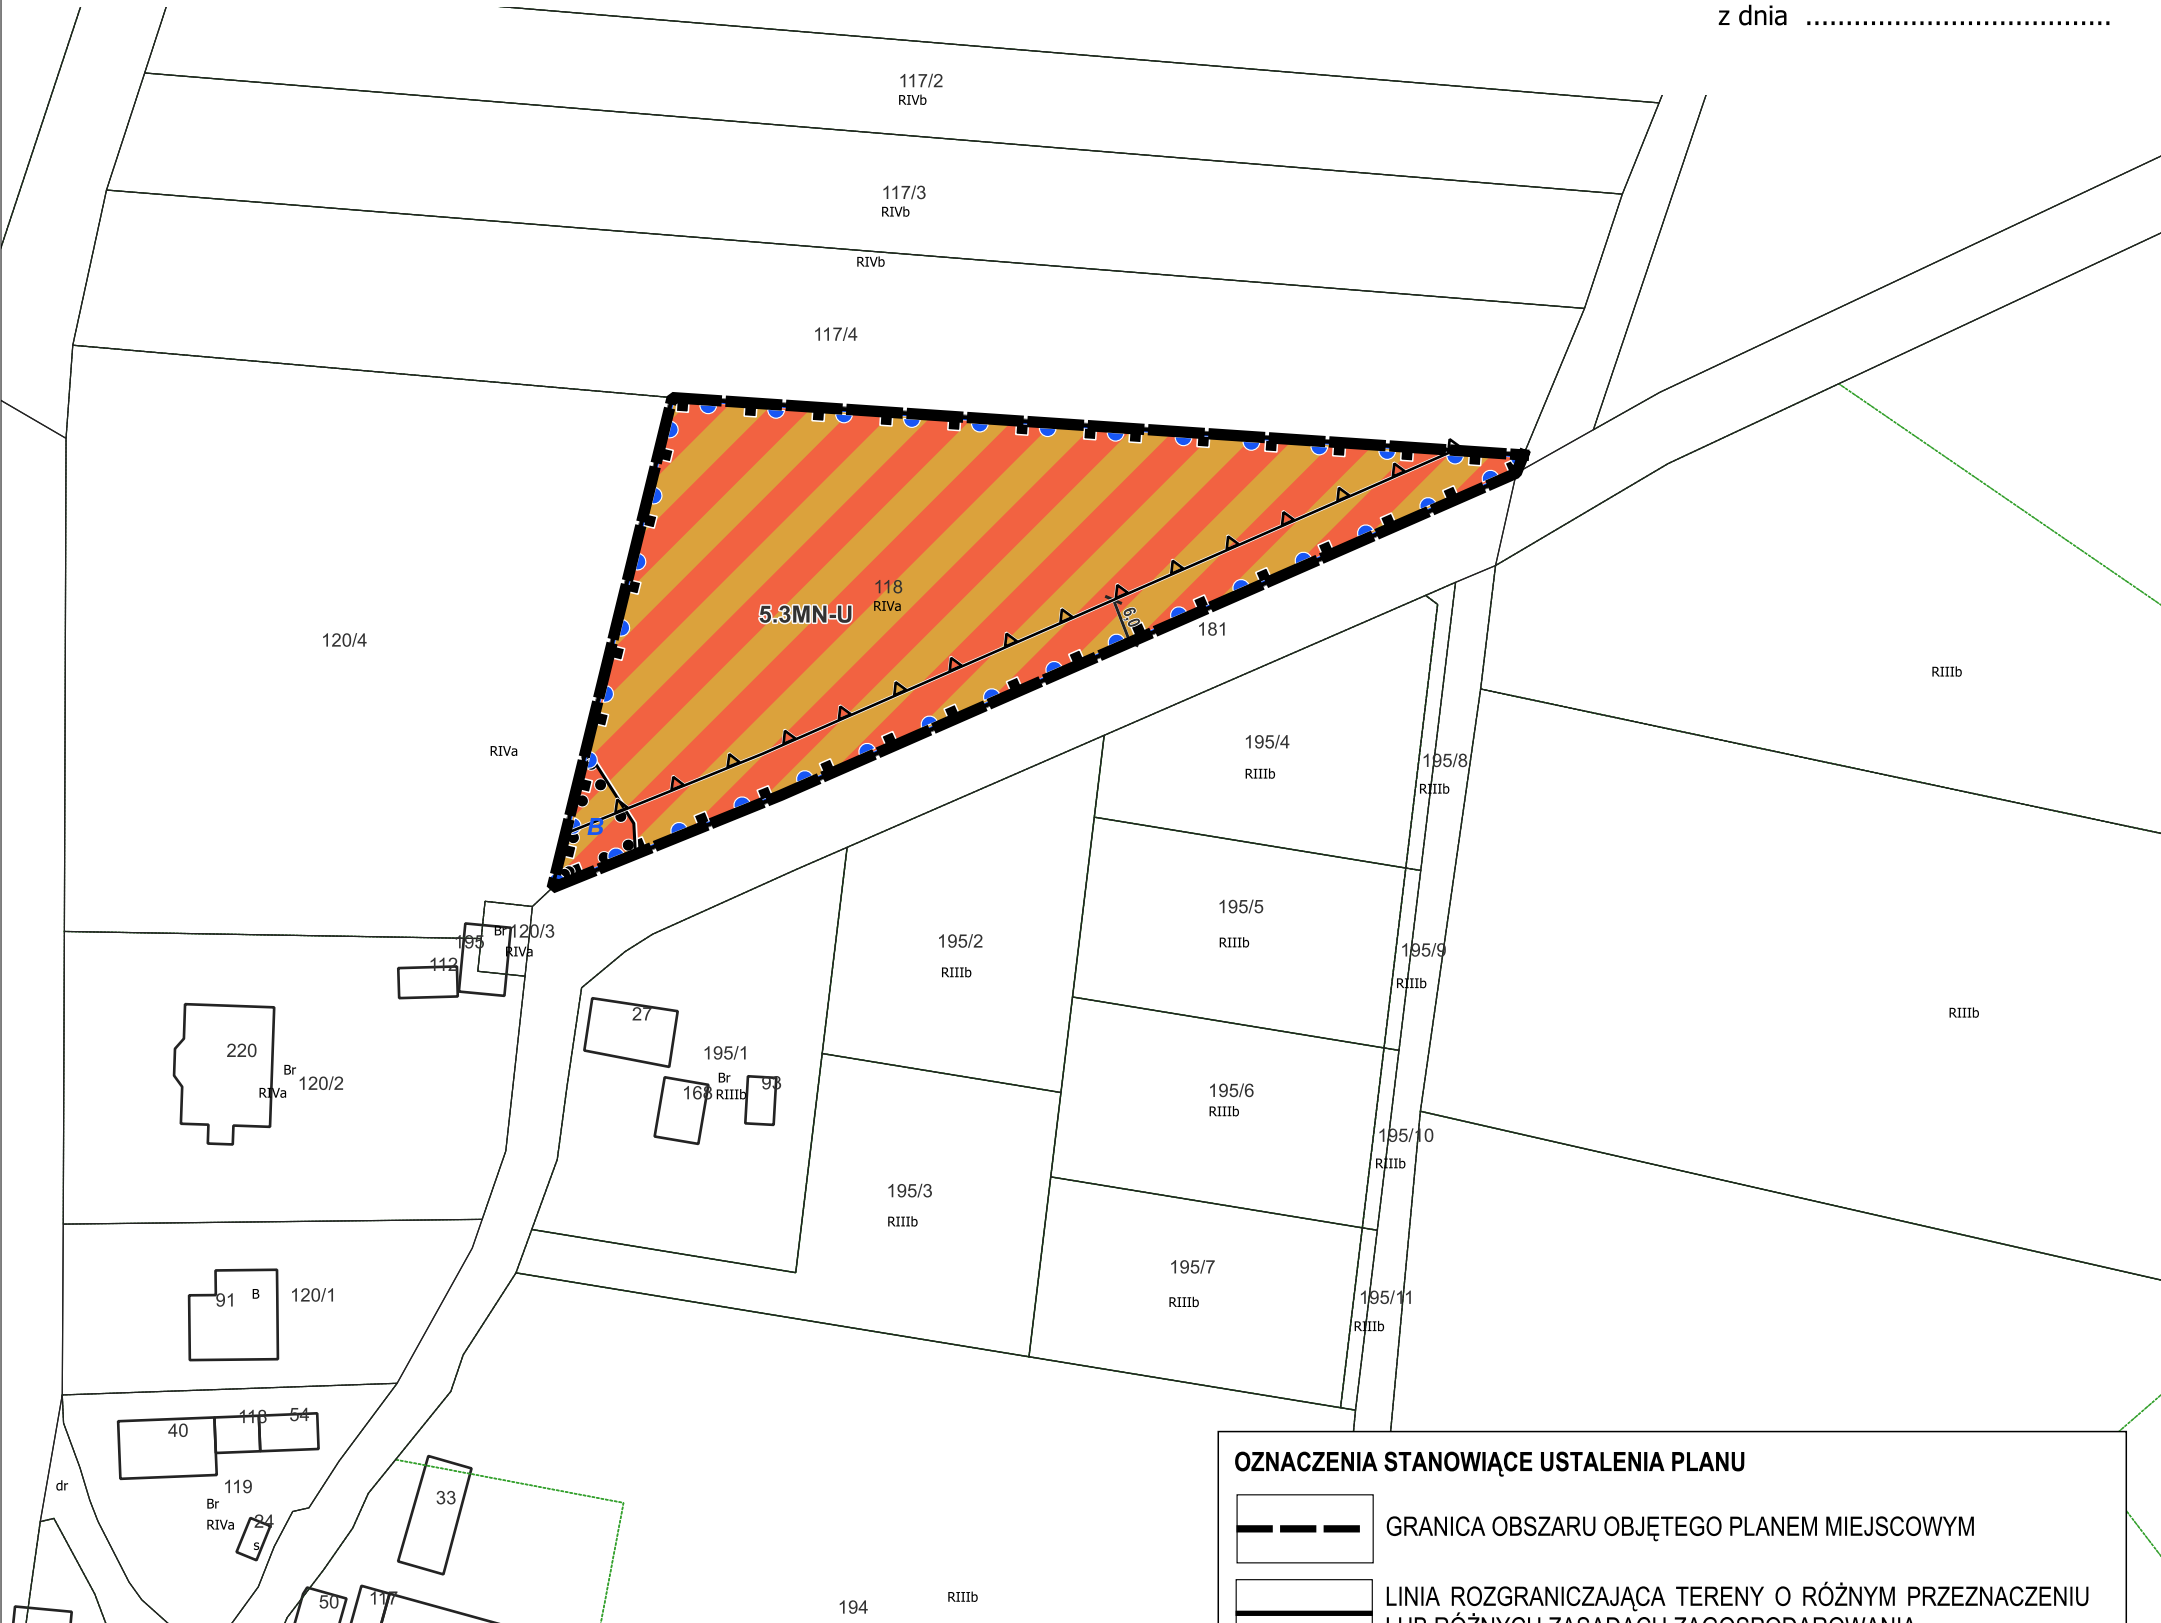 z dnia ......................................
117/2
RIVb
117/3
RIVb
RIVb
117/4
118
RIVa
5.3MN-U
6.0
181
120/4
RIIIb
195/4
RIIIb
195/8
RIIIb
RIVa
B
195/5
RIIIb
195/9
RIIIb
195/2
RIIIb
195
Br
120/3
RIVa
112
RIIIb
27
220
Br
RIVa
120/2
195/1
Br
168
RIIIb
93
195/6
RIIIb
195/10
RIIIb
195/3
RIIIb
195/7
RIIIb
195/11
RIIIb
91
B
120/1
40
113
54
119
Br
RIVa
dr
24
s
33
50
117
194
RIIIb
OZNACZENIA STANOWIĄCE USTALENIA PLANU
GRANICA OBSZARU OBJĘTEGO PLANEM MIEJSCOWYM
LINIA ROZGRANICZAJĄCA TERENY O RÓŻNYM PRZEZNACZENIU
LUB RÓŻNYCH ZASADACH ZAGOSPODAROWANIA